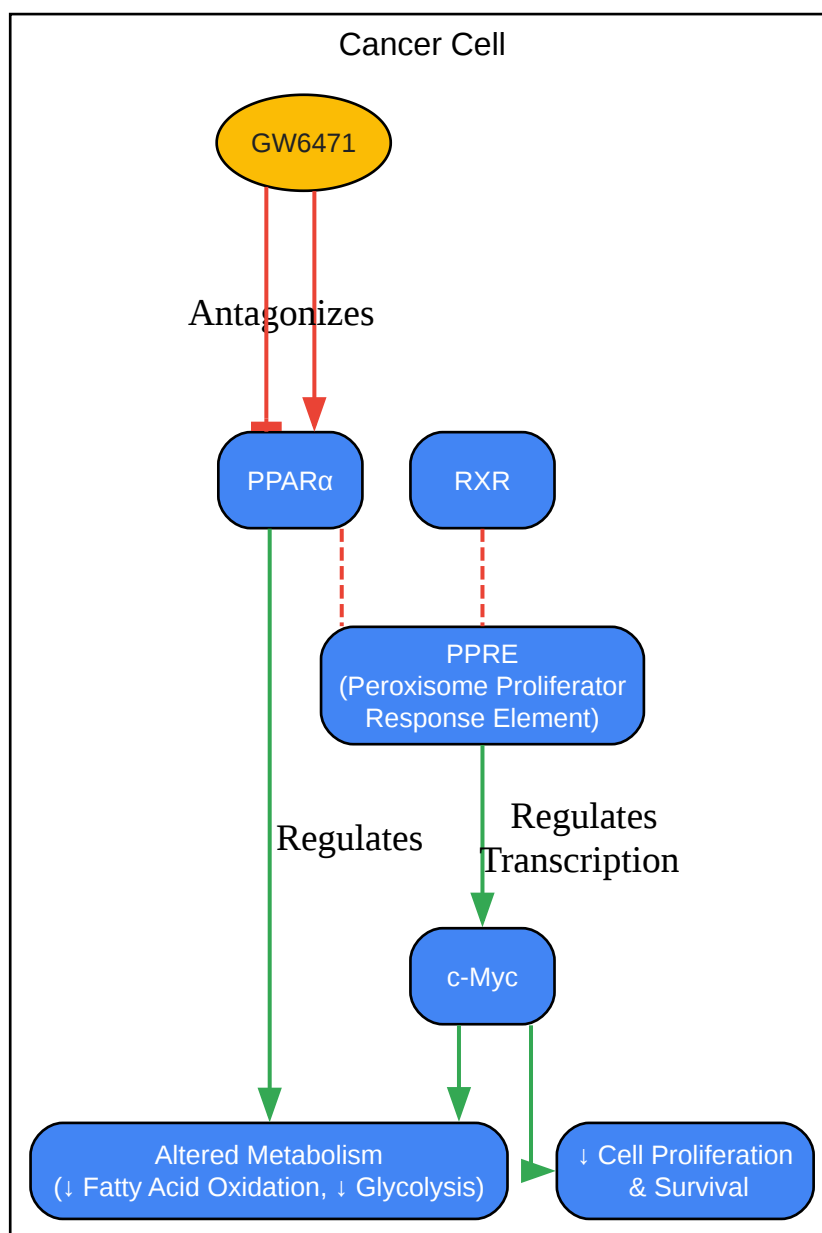 Cancer Cell
GW6471
Antagonizes
PPARα
RXR
PPRE
(Peroxisome Proliferator
Response Element)
Regulates
Regulates
Transcription
c-Myc
Altered Metabolism
(↓ Fatty Acid Oxidation, ↓ Glycolysis)
↓ Cell Proliferation
& Survival